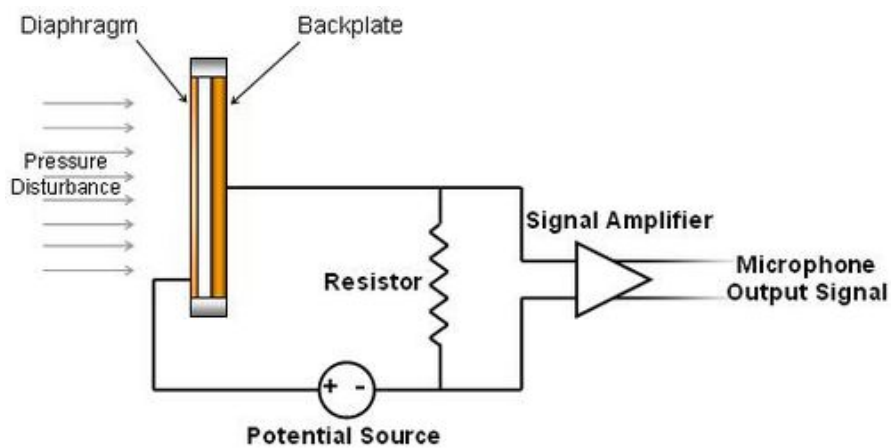 Diaphragm
Backplate
Pressure
Disturbance
Signal Amplifier
Resistor
Microphone
Output Signal
+ -
Potential Source